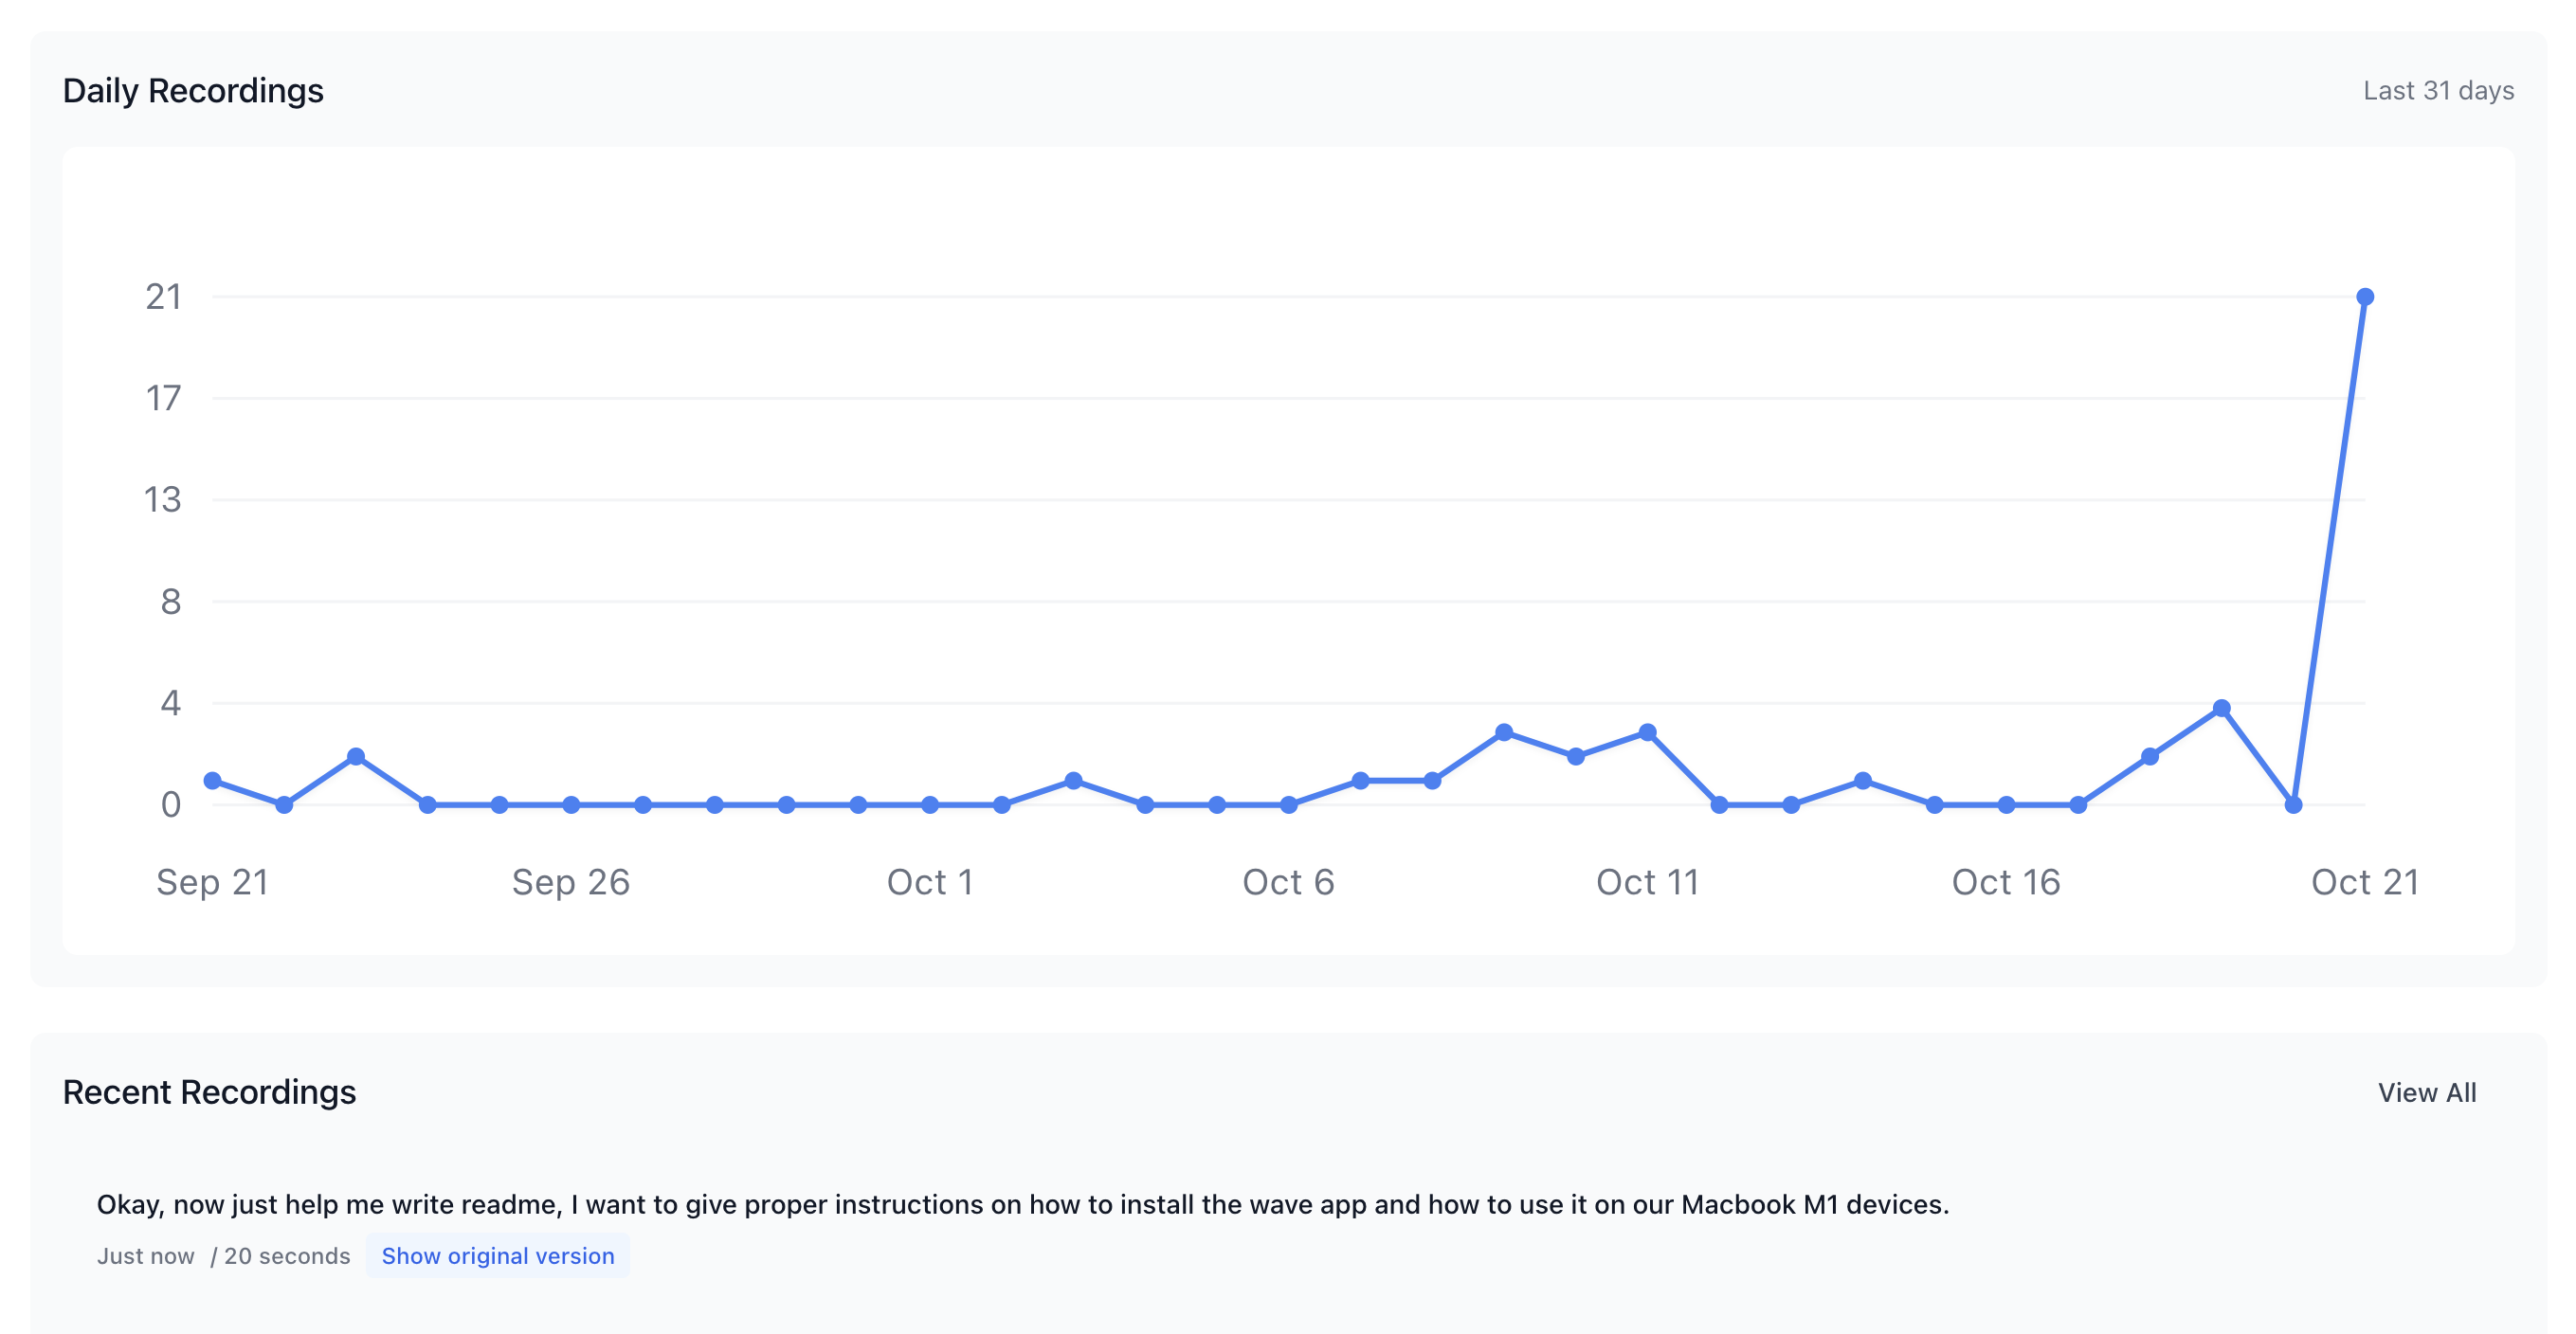 Daily Recordings
Last 31 days
21
17
13
8
4
0
Sep 21 Sep 26 Oct 1 Oct 6 Oct 11 Oct 16 Oct 21
Recent Recordings
View All
Okay, now just help me write readme, I want to give proper instructions on how to install the wave app and how to use it on our Macbook M1 devices.
Just now / 20 seconds Show original version